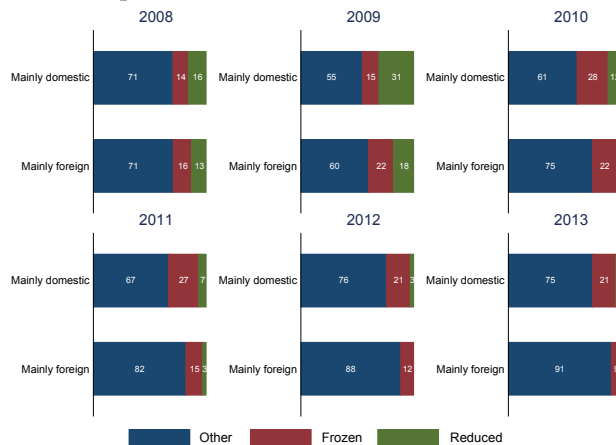 2008
2009
2010
Mainly domestic
71
14
16
Mainly domestic
55
15
31
Mainly domestic
61
28
Mainly foreign
71
16
13
Mainly foreign
60
22
18
Mainly foreign
75
22
2011
2012
2013
Mainly domestic
67
27
7
Mainly domestic
76
21
3
Mainly domestic
75
21
Mainly foreign
82
15
3
Mainly foreign
88
12
Mainly foreign
91
9
Other
Frozen
Reduced